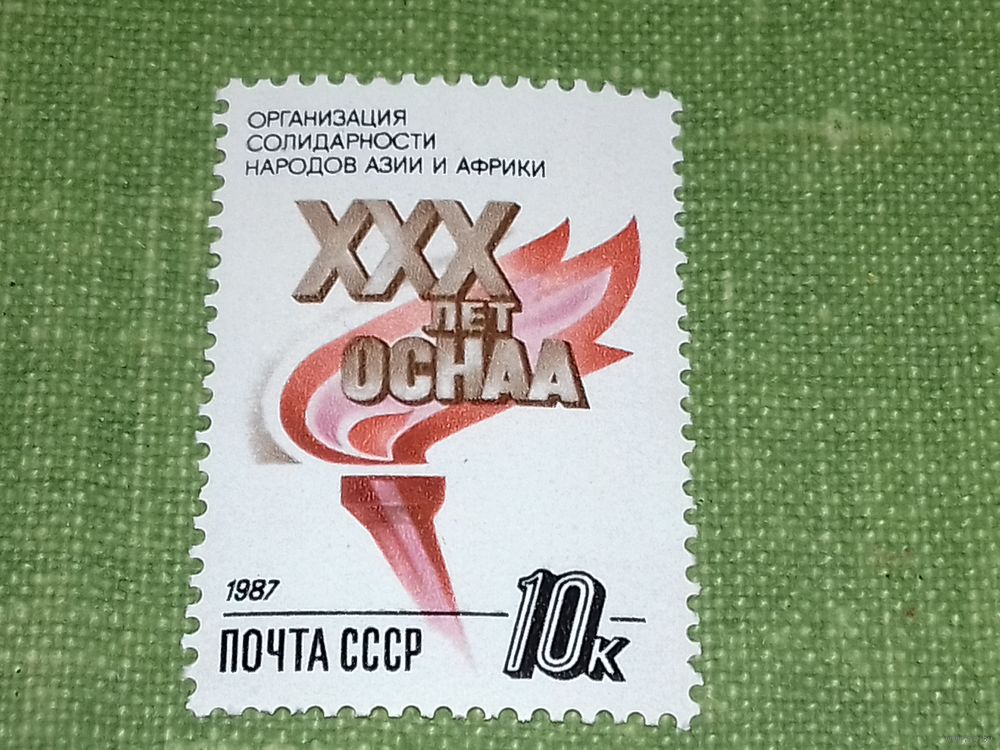 ОРГАНИЗАЦИЯ
СОЛИДАРНОСТИ
НАРОДОВ АЗИИ И АФРИКИ
XXX
ЛЕТ
ОСНАА
1987
ПОЧТА СССР
10к